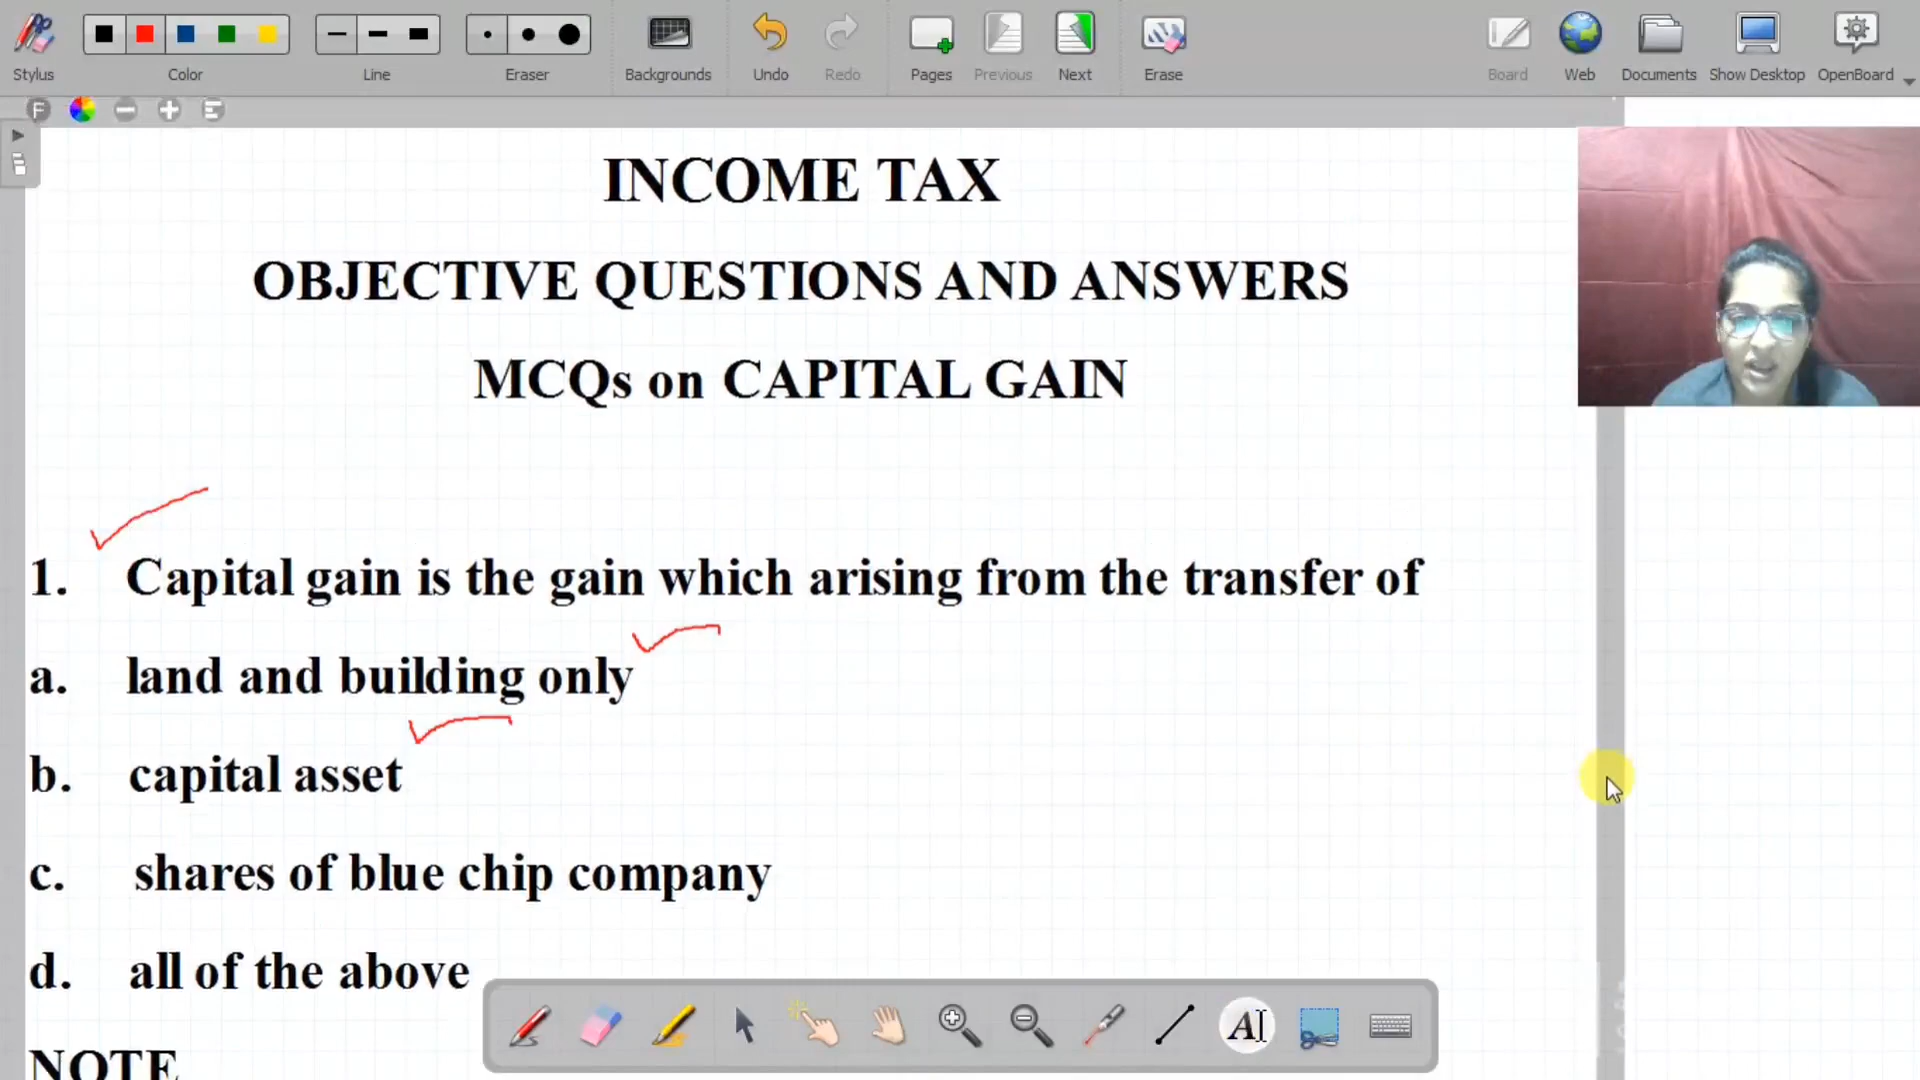 Stylus
Color
Line
Eraser
Backgrounds
Undo
Redo
Pages
Previous
Next
Erase
Board
Web
Documents
Show Desktop
OpenBoard
F
INCOME TAX
OBJECTIVE QUESTIONS AND ANSWERS
MCQs on CAPITAL GAIN
1. Capital gain is the gain which arising from the transfer of
a. land and building only
b. capital asset
c. shares of blue chip company
d. all of the above
NOTE
A